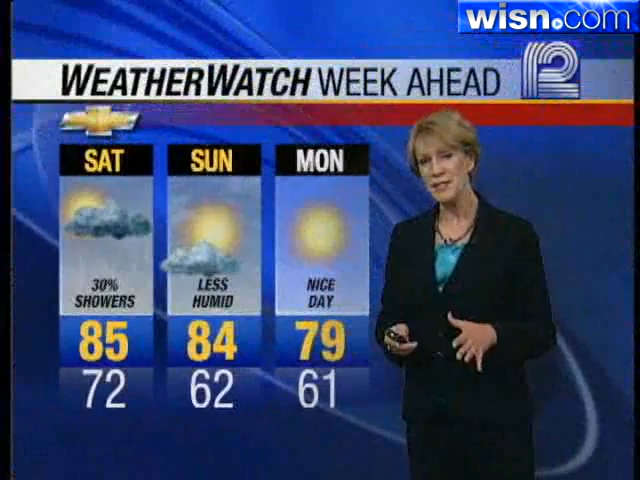 wisn.com
WEATHERWATCH WEEK AHEAD
12
SAT
SUN
MON
30%
SHOWERS
LESS
HUMID
NICE
DAY
85
84
79
72
62
61